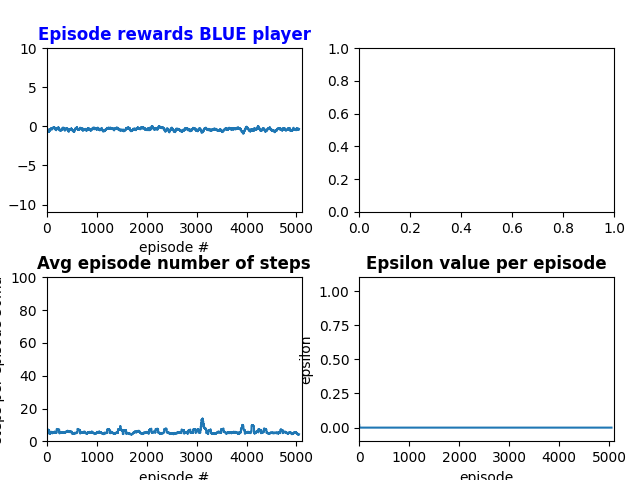 Episode rewards BLUE player
10
5
0
−5
−10
0 1000 2000 3000 4000 5000
episode #
1.0
0.8
0.6
0.4
0.2
0.0
0.0 0.2 0.4 0.6 0.8 1.0
Avg episode number of steps
100
80
60
40
20
0
0 1000 2000 3000 4000 5000
episode #
Epsilon value per episode
epsilon
1.00
0.75
0.50
0.25
0.00
0 1000 2000 3000 4000 5000
episode